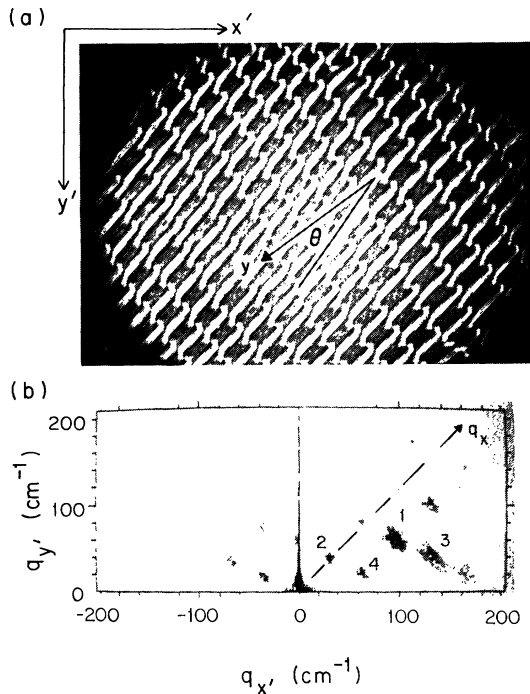 (a)
x′
y′
θ
y
(b)
200
100
0
q_y′ (cm⁻¹)
q_x
1
2
3
4
-200
-100
0
100
200
q_x′ (cm⁻¹)